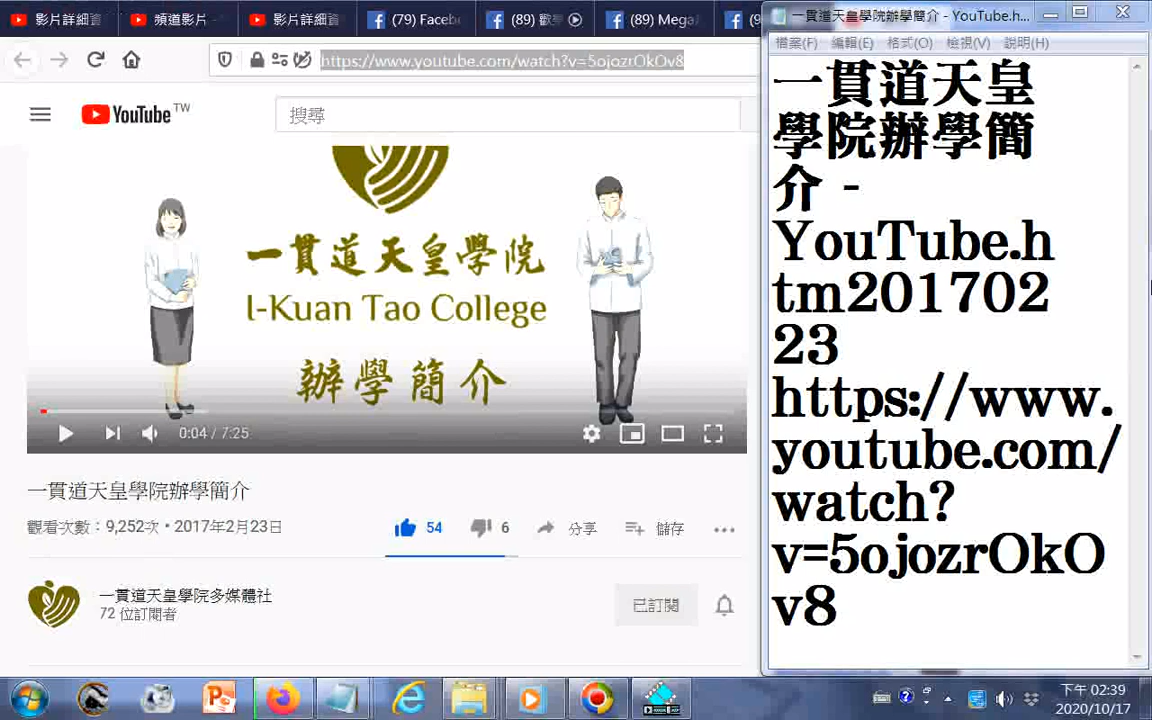 影片詳細資
頻道影片 -
影片詳細資
(79) Faceb
(89) 歡
(89) Mega
(9
一貫道天皇學院辦學簡介 - YouTube.h...
https://www.youtube.com/watch?v=5ojozrOkOv8
檔案(F) 編輯(E) 格式(O) 檢視(V) 說明(H)
YouTube TW
搜尋
一貫道天皇學院
I-Kuan Tao College
辦學簡介
0:04 / 7:25
一貫道天皇學院辦學簡介
觀看次數：9,252次 • 2017年2月23日
54
6
分享
儲存
一貫道天皇學院多媒體社
72 位訂閱者
已訂閱
一貫道天皇
學院辦學簡
介 -
YouTube.h
tm201702
23
https://www.
youtube.com/
watch?
v=5ojozrOkO
v8
下午 02:39
2020/10/17